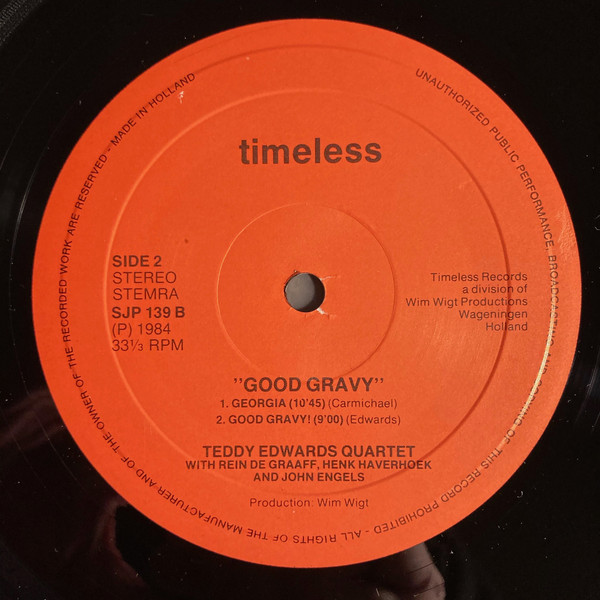 timeless
SIDE 2
STEREO
STEMRA
SJP 139 B
(P) 1984
33⅓ RPM
Timeless Records
a division of
Wim Wigt Productions
Wageningen
Holland
"GOOD GRAVY"
1. GEORGIA (10'45) (Carmichael)
2. GOOD GRAVY! (9'00) (Edwards)
TEDDY EDWARDS QUARTET
WITH REIN DE GRAAFF, HENK HAVERHOEK
AND JOHN ENGELS
Production: Wim Wigt
UNAUTHORIZED PUBLIC PERFORMANCE, BROADCASTING AND COPYING OF THIS RECORD PROHIBITED - ALL RIGHTS OF THE MANUFACTURER AND OF THE OWNER OF THE RECORDED WORK ARE RESERVED - MADE IN HOLLAND